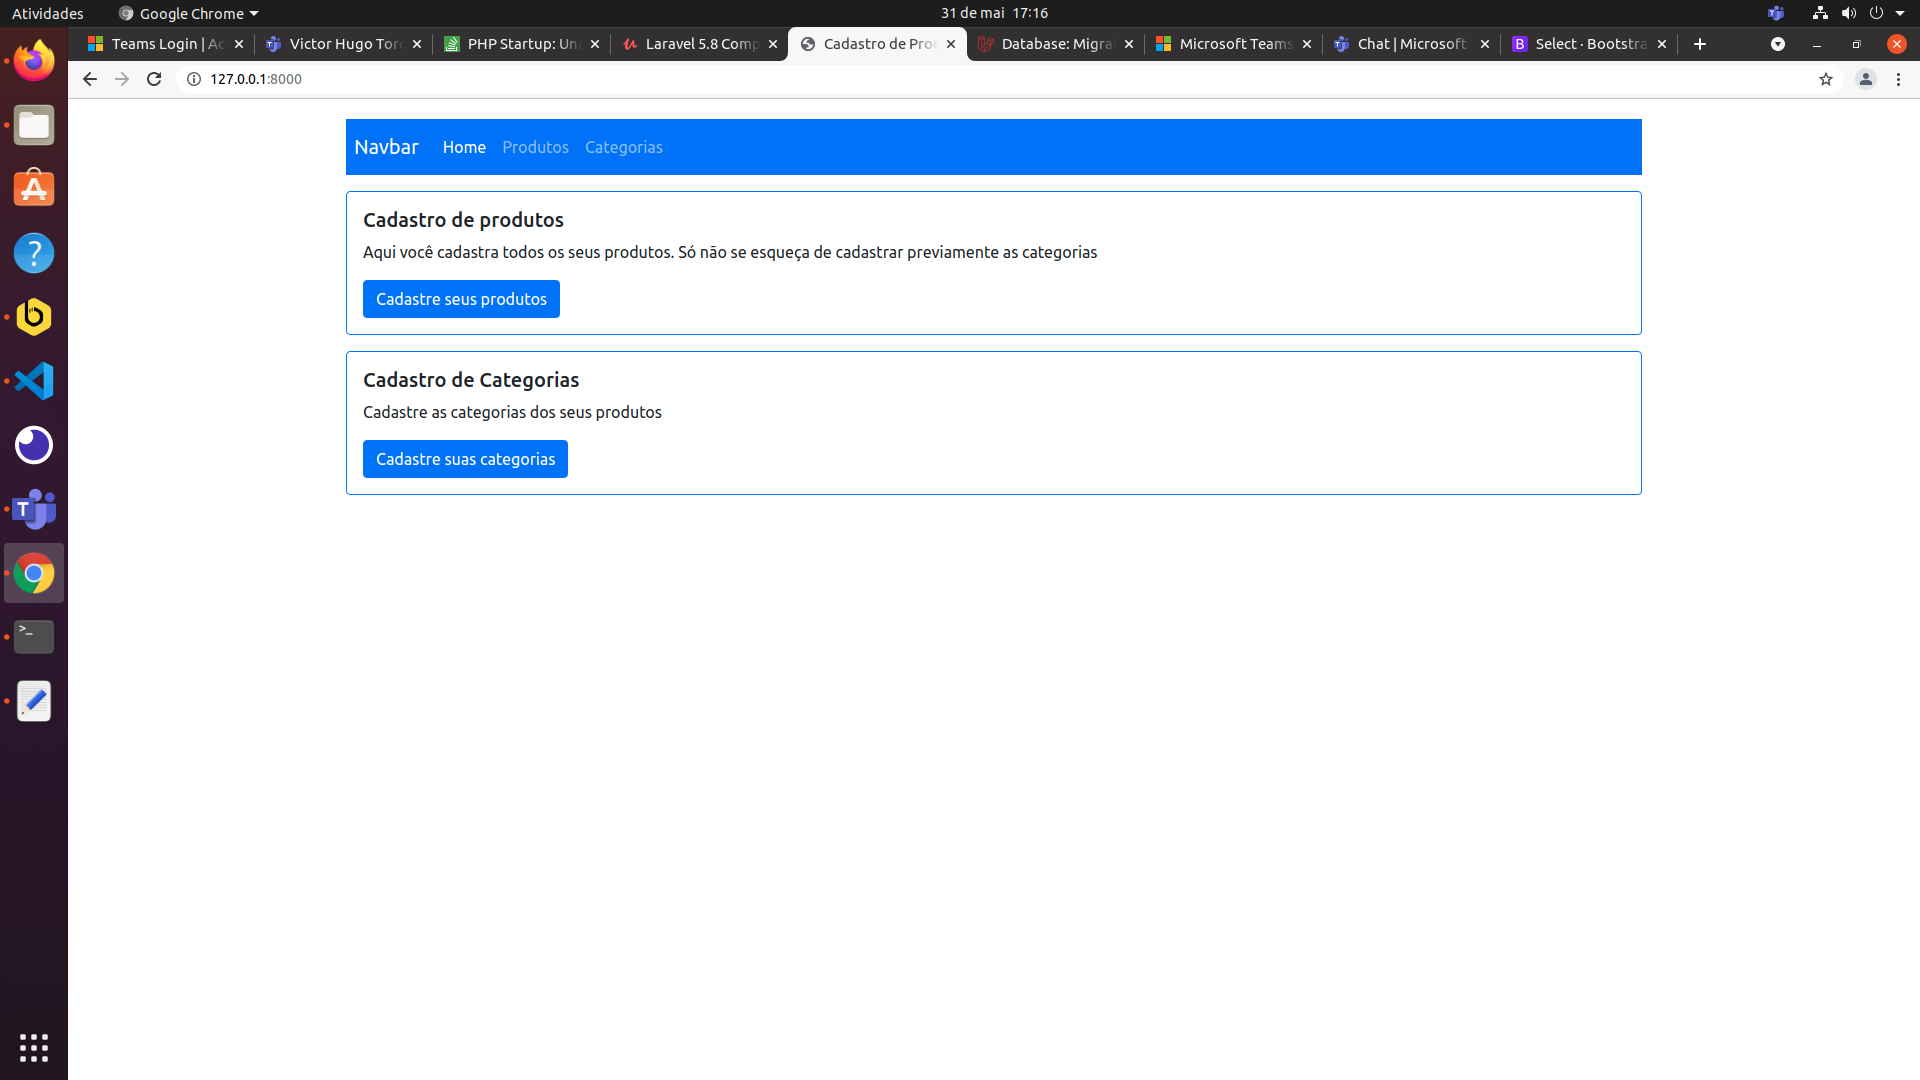 Atividades Google Chrome 31 de mai 17:16
Teams Login | Ac Victor Hugo Toro PHP Startup: Una Laravel 5.8 Comp Cadastro de Proc Database: Migra Microsoft Teams Chat | Microsoft Select · Bootstra
127.0.0.1:8000
Navbar Home Produtos Categorias
Cadastro de produtos
Aqui você cadastra todos os seus produtos. Só não se esqueça de cadastrar previamente as categorias
Cadastre seus produtos
Cadastro de Categorias
Cadastre as categorias dos seus produtos
Cadastre suas categorias